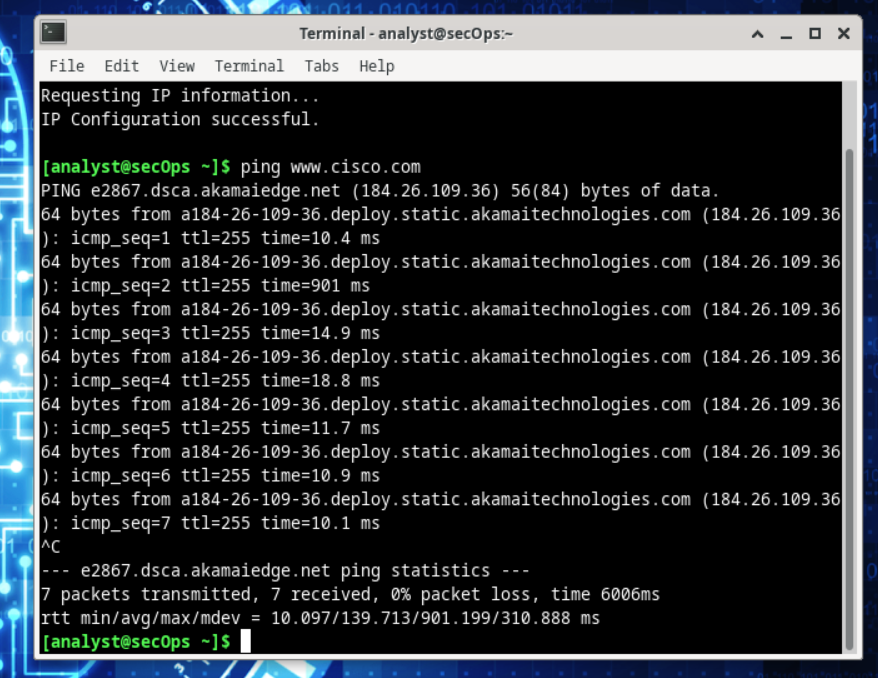 Terminal - analyst@secOps:~
File Edit View Terminal Tabs Help
Requesting IP information...
IP Configuration successful.
[analyst@secOps ~]$ ping www.cisco.com
PING e2867.dsca.akamaiedge.net (184.26.109.36) 56(84) bytes of data.
64 bytes from a184-26-109-36.deploy.static.akamaitechnologies.com (184.26.109.36
): icmp_seq=1 ttl=255 time=10.4 ms
64 bytes from a184-26-109-36.deploy.static.akamaitechnologies.com (184.26.109.36
): icmp_seq=2 ttl=255 time=901 ms
64 bytes from a184-26-109-36.deploy.static.akamaitechnologies.com (184.26.109.36
): icmp_seq=3 ttl=255 time=14.9 ms
64 bytes from a184-26-109-36.deploy.static.akamaitechnologies.com (184.26.109.36
): icmp_seq=4 ttl=255 time=18.8 ms
64 bytes from a184-26-109-36.deploy.static.akamaitechnologies.com (184.26.109.36
): icmp_seq=5 ttl=255 time=11.7 ms
64 bytes from a184-26-109-36.deploy.static.akamaitechnologies.com (184.26.109.36
): icmp_seq=6 ttl=255 time=10.9 ms
64 bytes from a184-26-109-36.deploy.static.akamaitechnologies.com (184.26.109.36
): icmp_seq=7 ttl=255 time=10.1 ms
^C
--- e2867.dsca.akamaiedge.net ping statistics ---
7 packets transmitted, 7 received, 0% packet loss, time 6006ms
rtt min/avg/max/mdev = 10.097/139.713/901.199/310.888 ms
[analyst@secOps ~]$